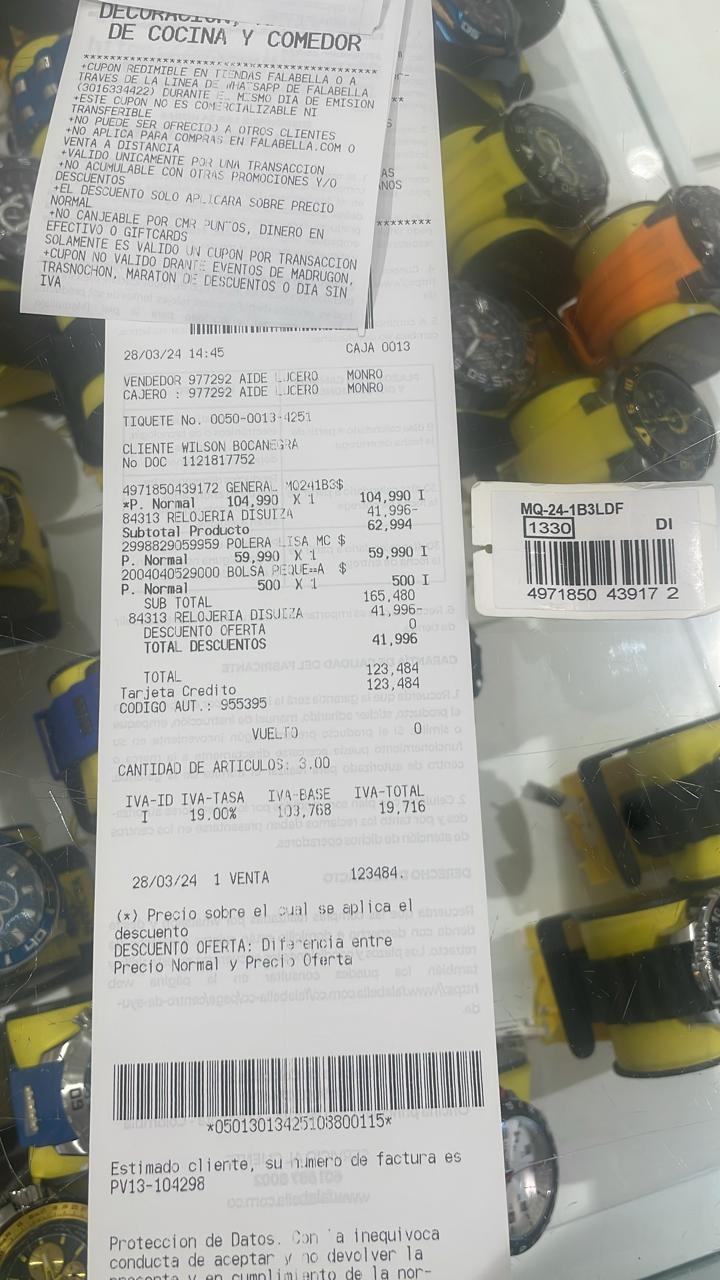 DECORACION,
DE COCINA Y COMEDOR
****************************************
+CUPON REDIMIBLE EN TIENDAS FALABELLA O A
TRAVES DE LA LINEA DE WHATSAPP DE FALABELLA
(3016334422) DURANTE EL MISMO DIA DE EMISION
+ESTE CUPON NO ES COMERCIALIZABLE NI
TRANSFERIBLE
+NO PUEDE SER OFRECIDO A OTROS CLIENTES
+NO APLICA PARA COMPRAS EN FALABELLA.COM O
VENTA A DISTANCIA
+VALIDO UNICAMENTE POR UNA TRANSACCION
+NO ACUMULABLE CON OTRAS PROMOCIONES Y/O
DESCUENTOS
+EL DESCUENTO SOLO APLICARA SOBRE PRECIO
NORMAL
+NO CANJEABLE POR CMR PUNTOS, DINERO EN
EFECTIVO O GIFTCARDS
SOLAMENTE ES VALIDO UN CUPON POR TRANSACCION
+CUPON NO VALIDO DRANTE EVENTOS DE MADRUGON,
TRASNOCHON, MARATON DE DESCUENTOS O DIA SIN
IVA
28/03/24 14:45 CAJA 0013
VENDEDOR 977292 AIDE LUCERO MONRO
CAJERO : 977292 AIDE LUCERO MONRO
TIQUETE No. 0050-0013-4251
CLIENTE WILSON BOCANEGRA
No DOC 1121817752
4971850439172 GENERAL MQ241B3$
*P. Normal 104,990 X 1 104,990 I
84313 RELOJERIA DISUIZA 41,996-
Subtotal Producto 62,994
2998829059959 POLERA LISA MC $
P. Normal 59,990 X 1 59,990 I
2004040529000 BOLSA PEQUE==A $
P. Normal 500 X 1 500 I
SUB TOTAL 165,480
84313 RELOJERIA DISUIZA 41,996-
DESCUENTO OFERTA 0
TOTAL DESCUENTOS 41,996
TOTAL 123,484
Tarjeta Credito 123,484
CODIGO AUT.: 955395
VUELTO 0
CANTIDAD DE ARTICULOS: 3.00
IVA-ID IVA-TASA IVA-BASE IVA-TOTAL
I 19.00% 103,768 19,716
28/03/24 1 VENTA 123484.
(*) Precio sobre el cual se aplica el
descuento
DESCUENTO OFERTA: Diferencia entre
Precio Normal y Precio Oferta
*05013013425103800115*
Estimado cliente, su numero de factura es
PV13-104298
Proteccion de Datos. Con la inequivoca
conducta de aceptar y no devolver la
presente y en cumplimiento de la nor-
MQ-24-1B3LDF
1330 DI
4971850 43917 2